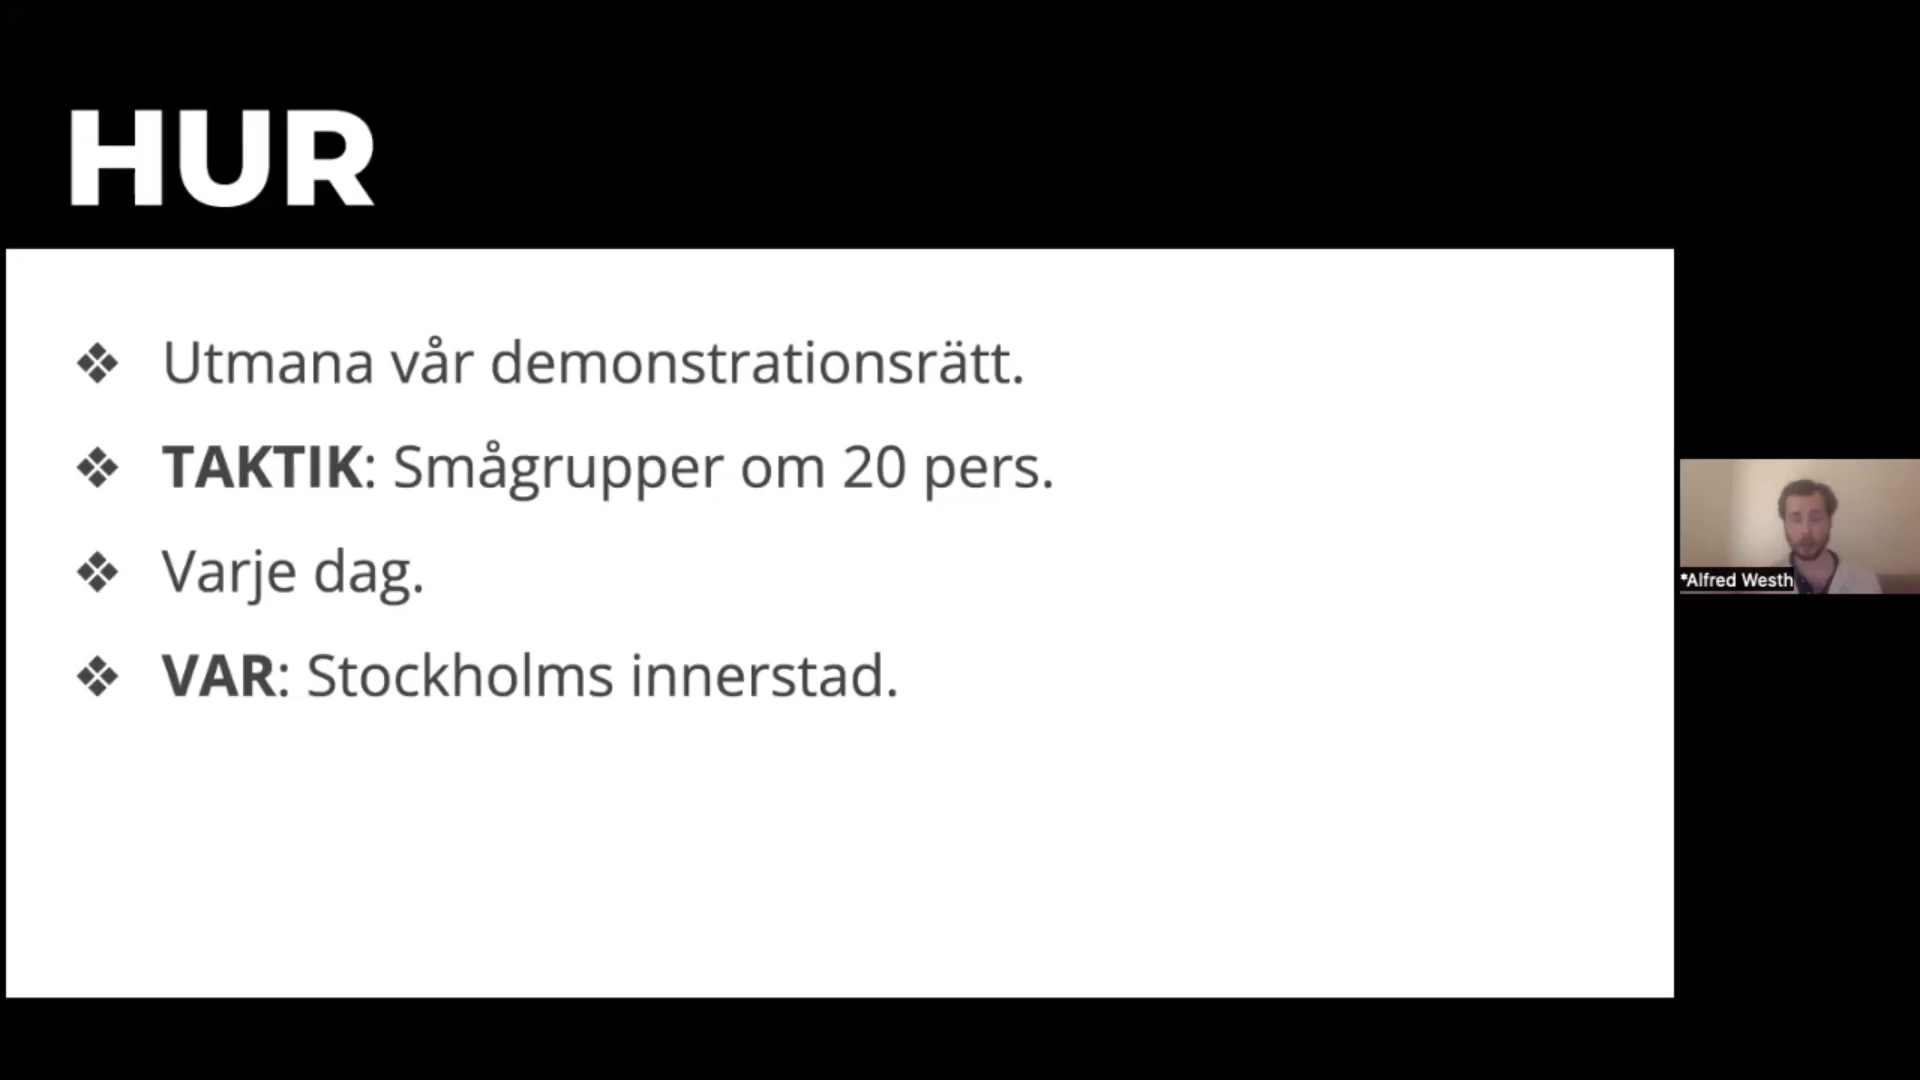 HUR
❖ Utmana vår demonstrationsrätt.
❖ TAKTIK: Smågrupper om 20 pers.
❖ Varje dag.
❖ VAR: Stockholms innerstad.
*Alfred Westh